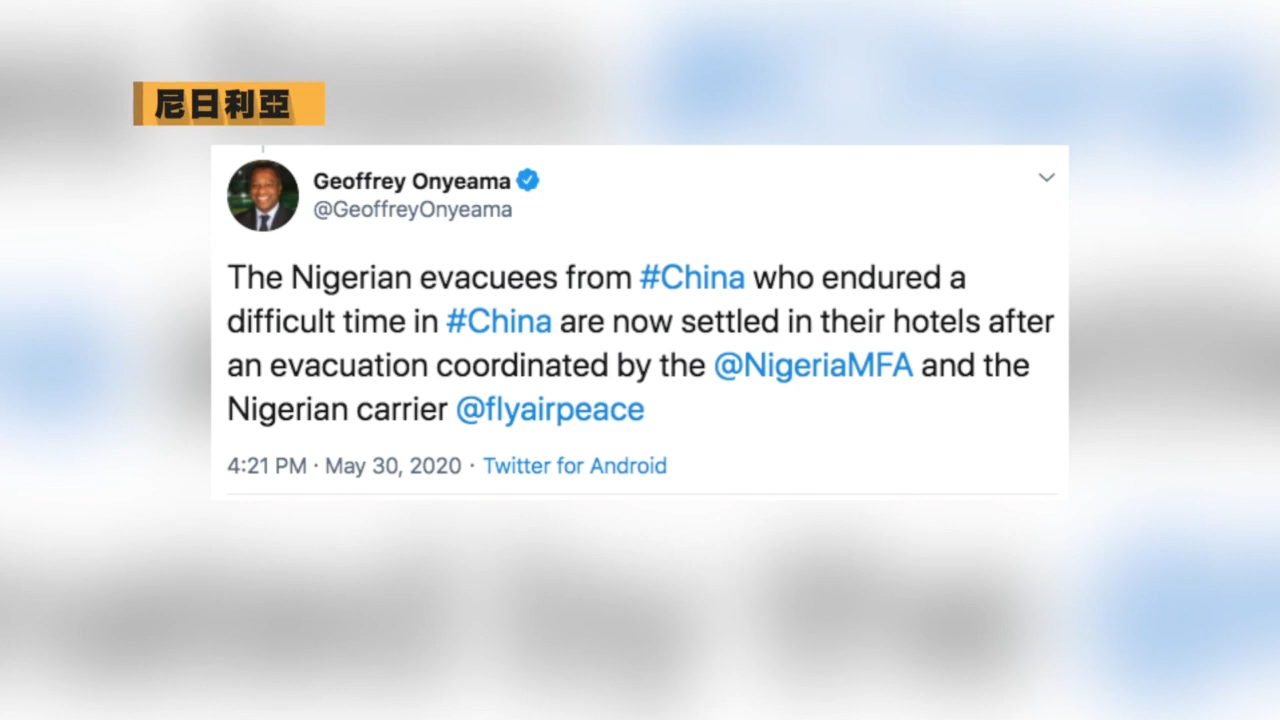 尼日利亞
Geoffrey Onyeama
@GeoffreyOnyeama
The Nigerian evacuees from #China who endured a
difficult time in #China are now settled in their hotels after
an evacuation coordinated by the @NigeriaMFA and the
Nigerian carrier @flyairpeace
4:21 PM · May 30, 2020 · Twitter for Android